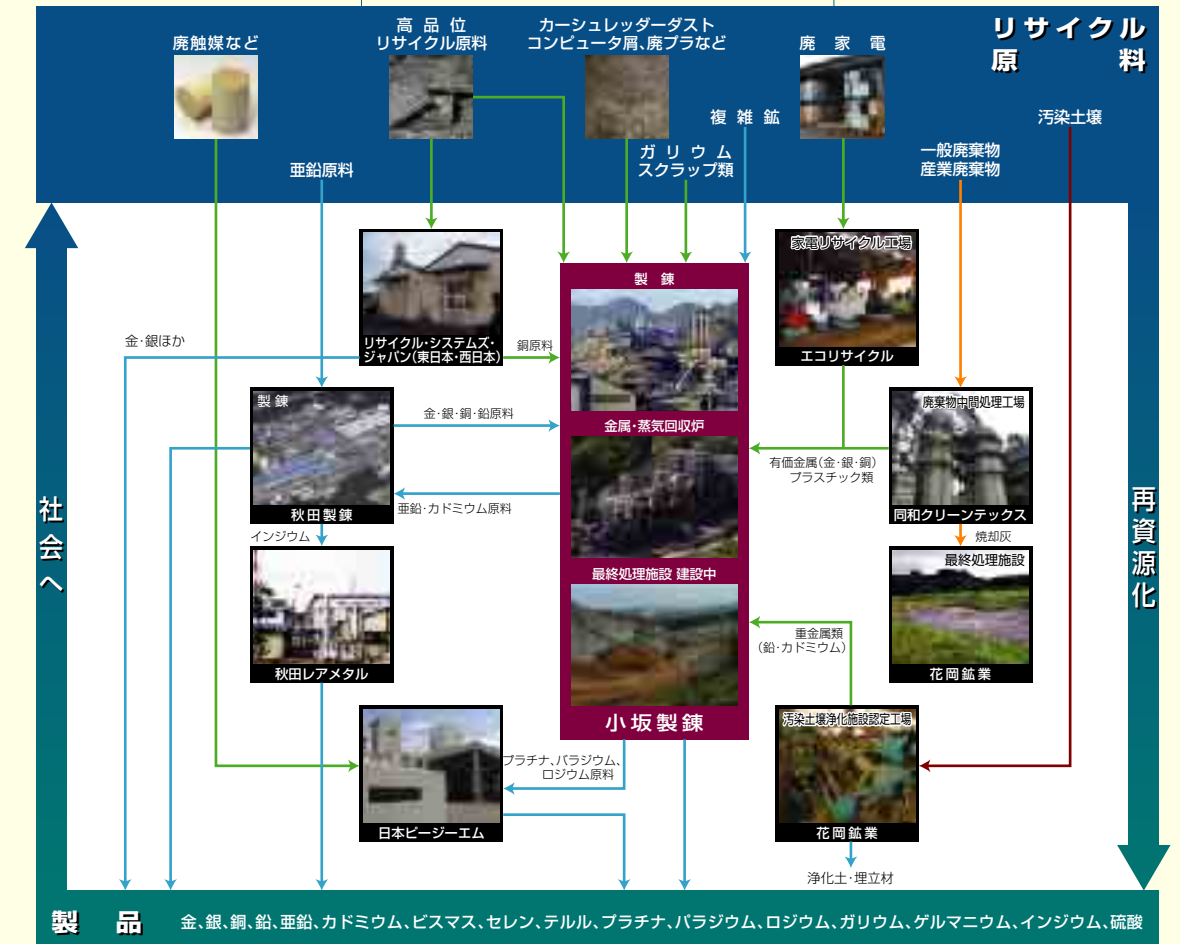 リサイクル
原料
廃触媒など
高品位
リサイクル原料
カーシュレッダーダスト
コンピュータ屑、廃プラなど
廃家電
複雑鉱
汚染土壌
ガリウム
スクラップ類
一般廃棄物
産業廃棄物
亜鉛原料
家電リサイクル工場
エコリサイクル
製錬
金・銀ほか
リサイクル・システムズ・
ジャパン(東日本・西日本)
銅原料
製錬
秋田製錬
金・銀・銅・鉛原料
金属・蒸気回収炉
廃棄物中間処理工場
同和クリーンテックス
有価金属(金・銀・銅)
プラスチック類
亜鉛・カドミウム原料
インジウム
焼却灰
最終処理施設
花岡鉱業
最終処理施設 建設中
秋田レアメタル
重金属類
(鉛・カドミウム)
小坂製錬
汚染土壌浄化施設認定工場
花岡鉱業
プラチナ、パラジウム、
ロジウム原料
日本ピージーエム
浄化土・埋立材
社会へ
再資源化
製品
金、銀、銅、鉛、亜鉛、カドミウム、ビスマス、セレン、テルル、プラチナ、パラジウム、ロジウム、ガリウム、ゲルマニウム、インジウム、硫酸